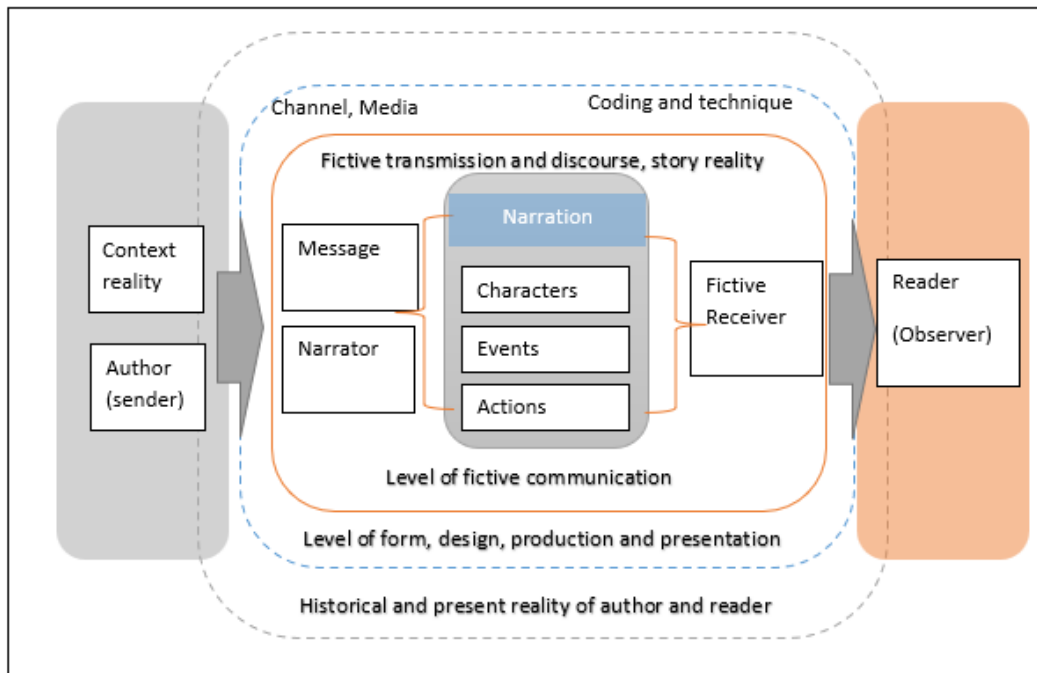 Channel, Media
Coding and technique
Fictive transmission and discourse, story reality
Context
reality
Author
(sender)
Message
Narrator
Narration
Characters
Events
Actions
Fictive
Receiver
Reader
(Observer)
Level of fictive communication
Level of form, design, production and presentation
Historical and present reality of author and reader